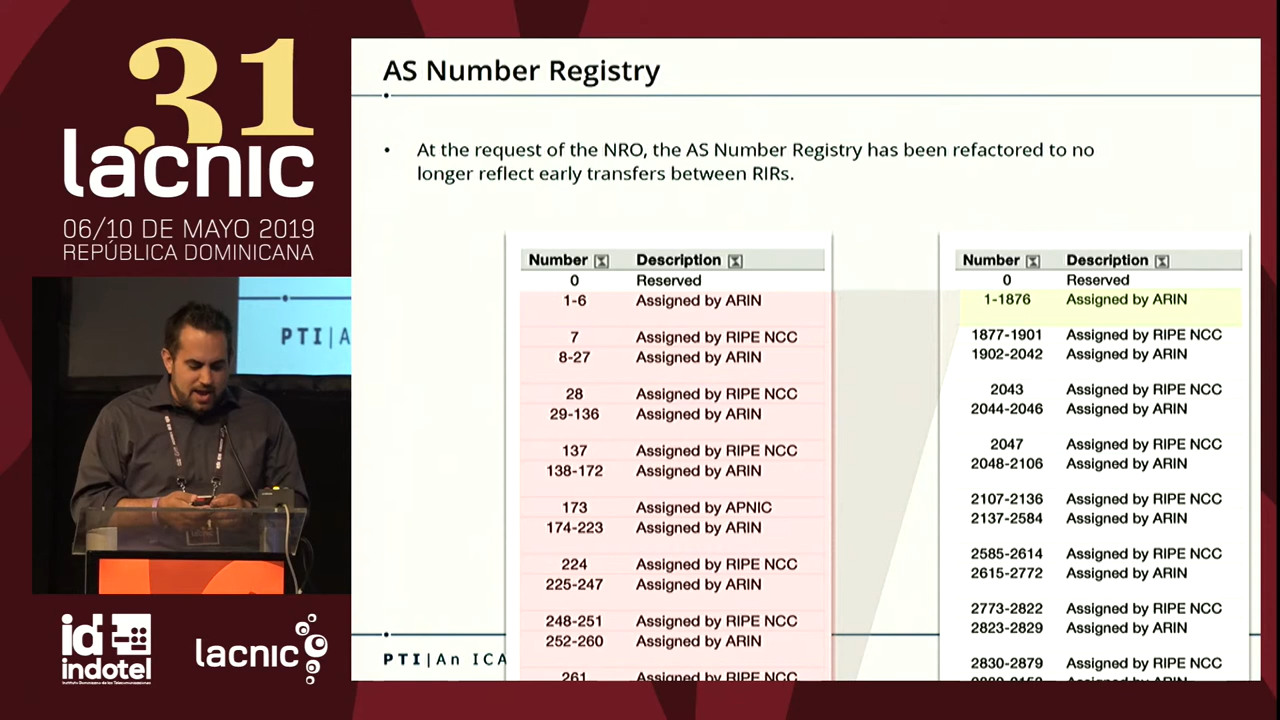 31
lacnic
06/10 DE MAYO 2019
REPÚBLICA DOMINICANA
AS Number Registry
• At the request of the NRO, the AS Number Registry has been refactored to no
longer reflect early transfers between RIRs.
Number Description
0 Reserved
1-6 Assigned by ARIN
7 Assigned by RIPE NCC
8-27 Assigned by ARIN
28 Assigned by RIPE NCC
29-136 Assigned by ARIN
137 Assigned by RIPE NCC
138-172 Assigned by ARIN
173 Assigned by APNIC
174-223 Assigned by ARIN
224 Assigned by RIPE NCC
225-247 Assigned by ARIN
248-251 Assigned by RIPE NCC
252-260 Assigned by ARIN
261 Assigned by RIPE NCC
Number Description
0 Reserved
1-1876 Assigned by ARIN
1877-1901 Assigned by RIPE NCC
1902-2042 Assigned by ARIN
2043 Assigned by RIPE NCC
2044-2046 Assigned by ARIN
2047 Assigned by RIPE NCC
2048-2106 Assigned by ARIN
2107-2136 Assigned by RIPE NCC
2137-2584 Assigned by ARIN
2585-2614 Assigned by RIPE NCC
2615-2772 Assigned by ARIN
2773-2822 Assigned by RIPE NCC
2823-2829 Assigned by ARIN
2830-2879 Assigned by RIPE NCC
Assigned by ARIN
PTI|An ICA
PTI|A
id
indotel
lacnic